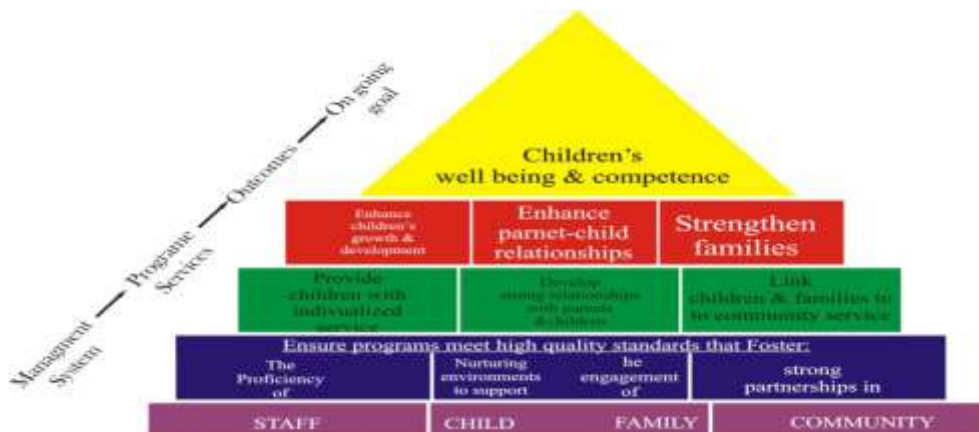 On going
goal
Outcomes
Programe
Services
Managment
System
Children's
well being & competence
Enhance
children's
growth &
development
Enhance
parnet-child
relationships
Strengthen
families
Provide
children with
indivualized
service
Develop
strong relationships
with parents
&children
Link
children & families to
to community service
Ensure programs meet high quality standards that Foster:
The
Proficiency
of
Nurturing
environments
to support
he
engagement
of
strong
partnerships in
STAFF
CHILD
FAMILY
COMMUNITY